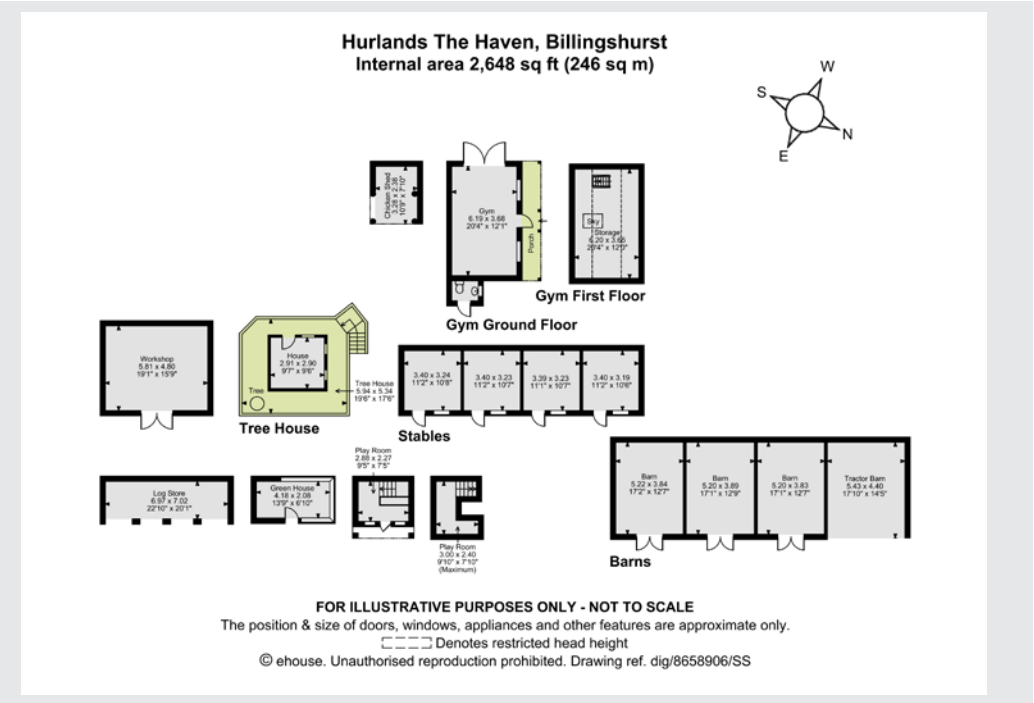 Hurlands The Haven, Billingshurst
Internal area 2,648 sq ft (246 sq m)
W
S
N
E
Chicken Shed
3.28 x 2.38
10'9" x 7'10"
Gym
6.19 x 3.68
20'4" x 12'1"
Porch
Sky
Storage
6.20 x 3.65
20'4" x 12'0"
Gym First Floor
Gym Ground Floor
Workshop
5.81 x 4.80
19'1" x 15'9"
House
2.91 x 2.90
9'7" x 9'6"
Tree
Tree House
5.94 x 5.34
19'6" x 17'6"
Tree House
3.40 x 3.24
11'2" x 10'8"
3.40 x 3.23
11'2" x 10'7"
3.39 x 3.23
11'1" x 10'7"
3.40 x 3.19
11'2" x 10'6"
Stables
Log Store
6.97 x 7.02
22'10" x 20'1"
Green House
4.18 x 2.08
13'9" x 6'10"
Play Room
2.88 x 2.27
9'5" x 7'5"
Play Room
3.00 x 2.40
9'10" x 7'10"
(Maximum)
Barn
5.22 x 3.84
17'2" x 12'7"
Barn
5.20 x 3.89
17'1" x 12'9"
Barn
5.20 x 3.83
17'1" x 12'7"
Tractor Barn
5.43 x 4.40
17'10" x 14'5"
Barns
FOR ILLUSTRATIVE PURPOSES ONLY - NOT TO SCALE
The position & size of doors, windows, appliances and other features are approximate only.
Denotes restricted head height
© ehouse. Unauthorised reproduction prohibited. Drawing ref. dig/8658906/SS